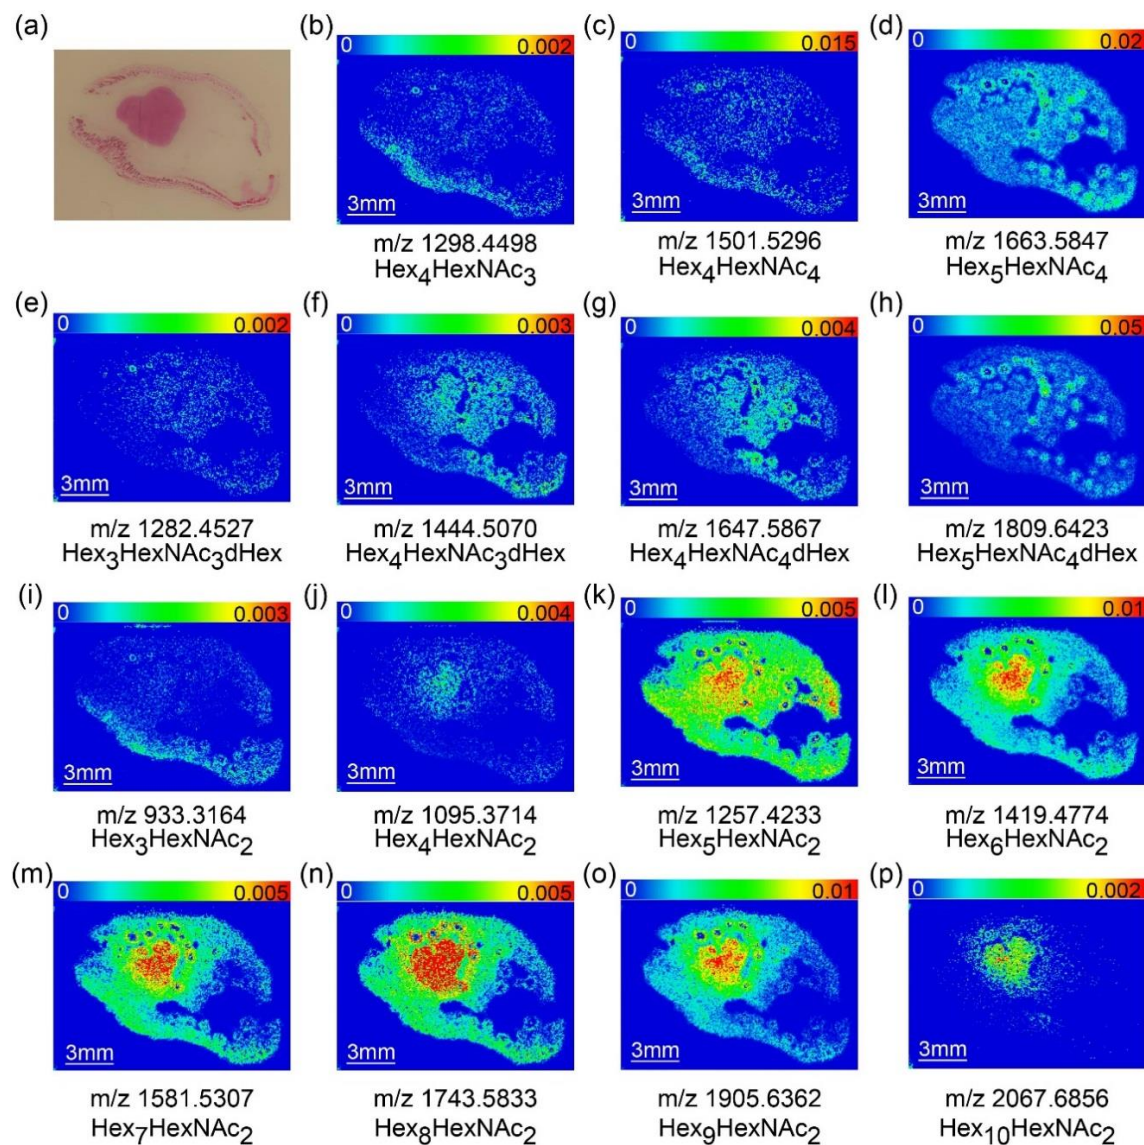 (a)
(b)
0 0.002
3mm
m/z 1298.4498
Hex4HexNAc3
(c)
0 0.015
3mm
m/z 1501.5296
Hex4HexNAc4
(d)
0 0.02
3mm
m/z 1663.5847
Hex5HexNAc4
(e)
0 0.002
3mm
m/z 1282.4527
Hex3HexNAc3dHex
(f)
0 0.003
3mm
m/z 1444.5070
Hex4HexNAc3dHex
(g)
0 0.004
3mm
m/z 1647.5867
Hex4HexNAc4dHex
(h)
0 0.05
3mm
m/z 1809.6423
Hex5HexNAc4dHex
(i)
0 0.003
3mm
m/z 933.3164
Hex3HexNAc2
(j)
0 0.004
3mm
m/z 1095.3714
Hex4HexNAc2
(k)
0 0.005
3mm
m/z 1257.4233
Hex5HexNAc2
(l)
0 0.01
3mm
m/z 1419.4774
Hex6HexNAc2
(m)
0 0.005
3mm
m/z 1581.5307
Hex7HexNAc2
(n)
0 0.005
3mm
m/z 1743.5833
Hex8HexNAc2
(o)
0 0.01
3mm
m/z 1905.6362
Hex9HexNAc2
(p)
0 0.002
3mm
m/z 2067.6856
Hex10HexNAc2